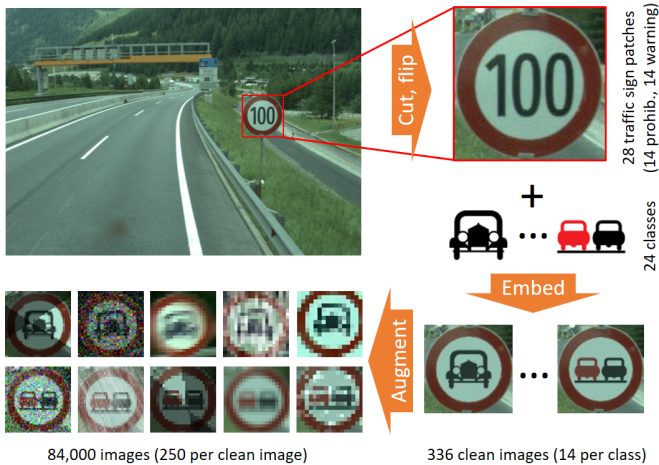 100
Cut, flip
100
28 traffic sign patches
(14 prohib., 14 warning)
+
...
24 classes
Embed
...
Augment
84,000 images (250 per clean image)
336 clean images (14 per class)